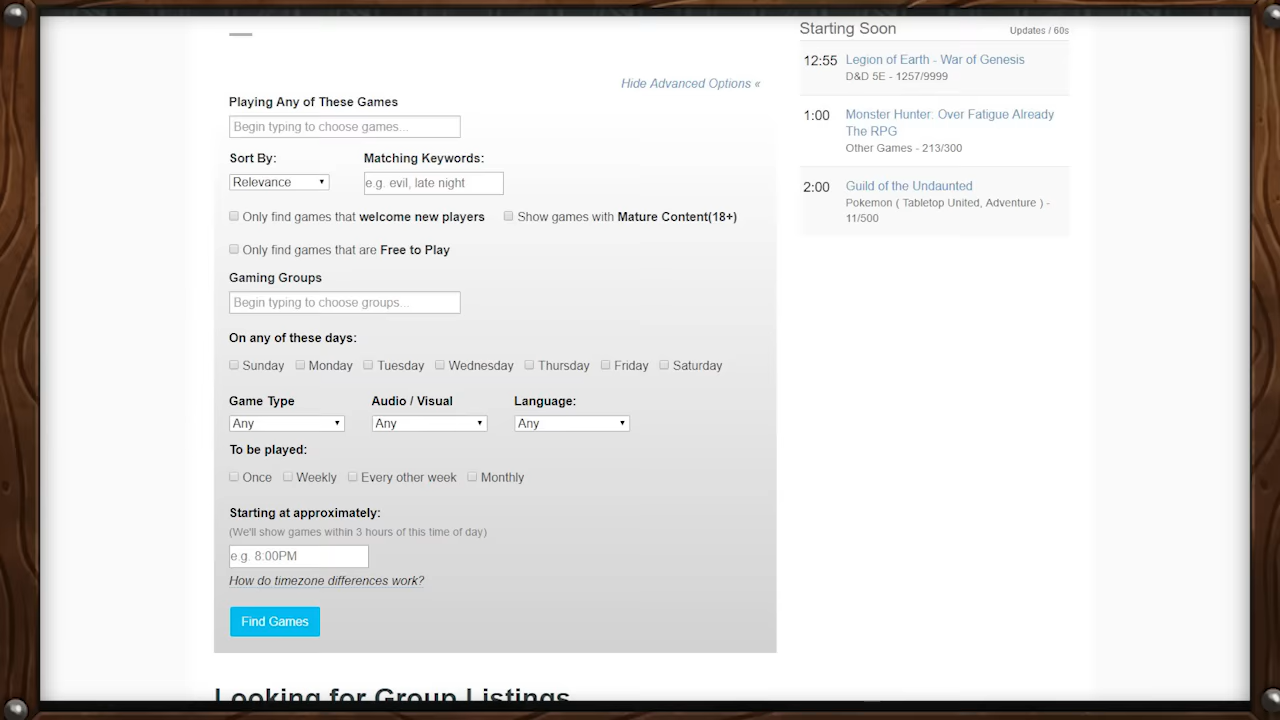 Hide Advanced Options «
Playing Any of These Games
Begin typing to choose games...
Sort By: Matching Keywords:
Relevance e.g. evil, late night
Only find games that welcome new players Show games with Mature Content(18+)
Only find games that are Free to Play
Gaming Groups
Begin typing to choose groups...
On any of these days:
Sunday Monday Tuesday Wednesday Thursday Friday Saturday
Game Type Audio / Visual Language:
Any Any Any
To be played:
Once Weekly Every other week Monthly
Starting at approximately:
(We'll show games within 3 hours of this time of day)
e.g. 8:00PM
How do timezone differences work?
Find Games
Looking for Group Listings
Starting Soon Updates / 60s
12:55 Legion of Earth - War of Genesis
D&D 5E - 1257/9999
1:00 Monster Hunter: Over Fatigue Already
The RPG
Other Games - 213/300
2:00 Guild of the Undaunted
Pokemon ( Tabletop United, Adventure ) -
11/500